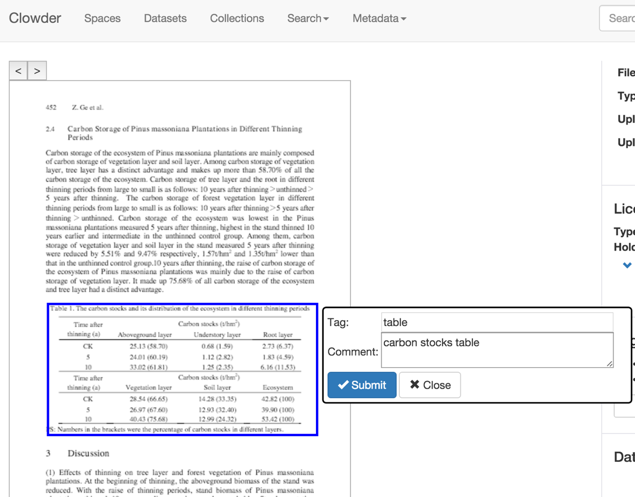 Clowder Spaces Datasets Collections Search Metadata
< >
452 Z. Ge et al.
2.4 Carbon Storage of Pinus massoniana Plantations in Different Thinning
Periods
Carbon storage of the ecosystem of Pinus massoniana plantations are mainly composed
of carbon storage of vegetation layer and soil layer. Among carbon storage of vegetation
layer, tree layer has a distinct advantage and makes up more than 58.70% of all the
carbon storage of the ecosystem. Carbon storage of tree layer and the root in different
thinning periods from large to small is as follows: 10 years after thinning>unthinned>
5 years after thinning. The carbon storage of forest vegetation layer in different
thinning periods from large to small is as follows: 10 years after thinning>5 years after
thinning > unthinned. Carbon storage of the ecosystem was lowest in the Pinus
massoniana plantations measured 5 years after thinning, highest in the stand thinned 10
years earlier and intermediate in the unthinned control group. Among them, carbon
storage of vegetation layer and soil layer in the stand measured 5 years after thinning
were reduced by 5.51% and 9.47% respectively, 1.57t/hm² and 1.35t/hm² lower than
that in the unthinned control group.10 years after thinning, the raise of carbon storage of
the ecosystem of Pinus massoniana plantations was mainly due to the raise of carbon
storage of vegetation layer. It made up 75.68% of all carbon storage of the ecosystem
and tree layer had a distinct advantage.
Table 1. The carbon stocks and its distribution of the ecosystem in different thinning periods
Time after Carbon stocks (t/hm²)
thinning (a) Aboveground layer Understory layer Root layer
CK 25.13 (58.70) 0.68 (1.59) 2.73 (6.37)
5 24.01 (60.19) 1.12 (2.82) 1.83 (4.59)
10 33.02 (61.81) 1.25 (2.35) 6.16 (11.53)
Time after Carbon stocks (t/hm²)
thinning (a) Vegetation layer Soil layer Ecosystem
CK 28.54 (66.65) 14.28 (33.35) 42.82 (100)
5 26.97 (67.60) 12.93 (32.40) 39.90 (100)
10 40.43 (75.68) 12.99 (24.32) 53.42 (100)
PS: Numbers in the brackets were the percentage of carbon stocks in different layers.
3 Discussion
(1) Effects of thinning on tree layer and forest vegetation of Pinus massoniana
plantations. At the beginning of thinning, the aboveground biomass of the stand was
reduced. With the raise of thinning periods, stand biomass of Pinus massoniana
Tag: table
Comment: carbon stocks table
Submit Close
Sear
File
Typ
Upl
Upl
Lice
Type
Hold
Dat